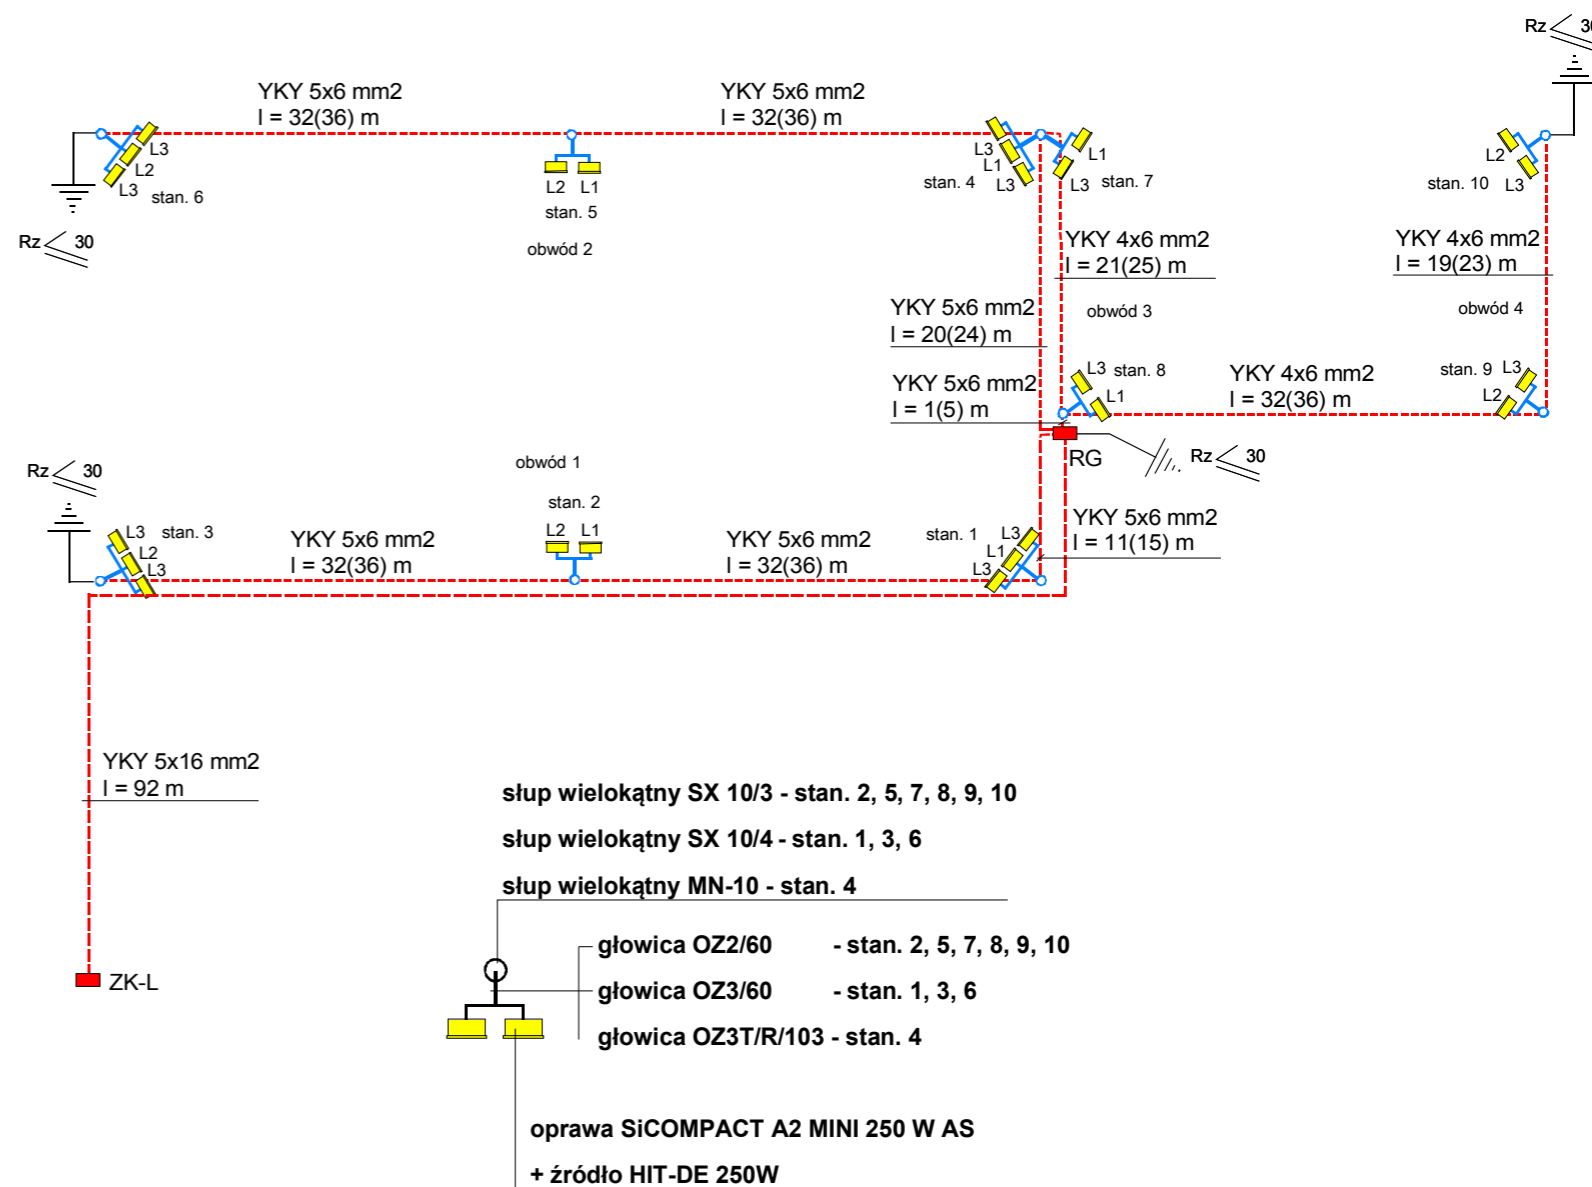 Rz < 30
YKY 5x6 mm2
l = 32(36) m
YKY 5x6 mm2
l = 32(36) m
L3
L2
L3
stan. 6
L2 L1
stan. 5
obwód 2
L3
L1
L3
stan. 4
L1
L3
stan. 7
L2
L3
stan. 10
Rz < 30
YKY 4x6 mm2
l = 21(25) m
YKY 4x6 mm2
l = 19(23) m
YKY 5x6 mm2
l = 20(24) m
obwód 3
obwód 4
YKY 5x6 mm2
l = 1(5) m
L3 stan. 8
L1
YKY 4x6 mm2
l = 32(36) m
stan. 9 L3
L2
RG
Rz < 30
Rz < 30
obwód 1
stan. 2
L2 L1
L3 stan. 3
L2
L3
YKY 5x6 mm2
l = 32(36) m
YKY 5x6 mm2
l = 32(36) m
stan. 1
L3
L1
L3
YKY 5x6 mm2
l = 11(15) m
YKY 5x16 mm2
l = 92 m
ZK-L
słup wielokątny SX 10/3 - stan. 2, 5, 7, 8, 9, 10
słup wielokątny SX 10/4 - stan. 1, 3, 6
słup wielokątny MN-10 - stan. 4
głowica OZ2/60 - stan. 2, 5, 7, 8, 9, 10
głowica OZ3/60 - stan. 1, 3, 6
głowica OZ3T/R/103 - stan. 4
oprawa SiCOMPACT A2 MINI 250 W AS
+ źródło HIT-DE 250W